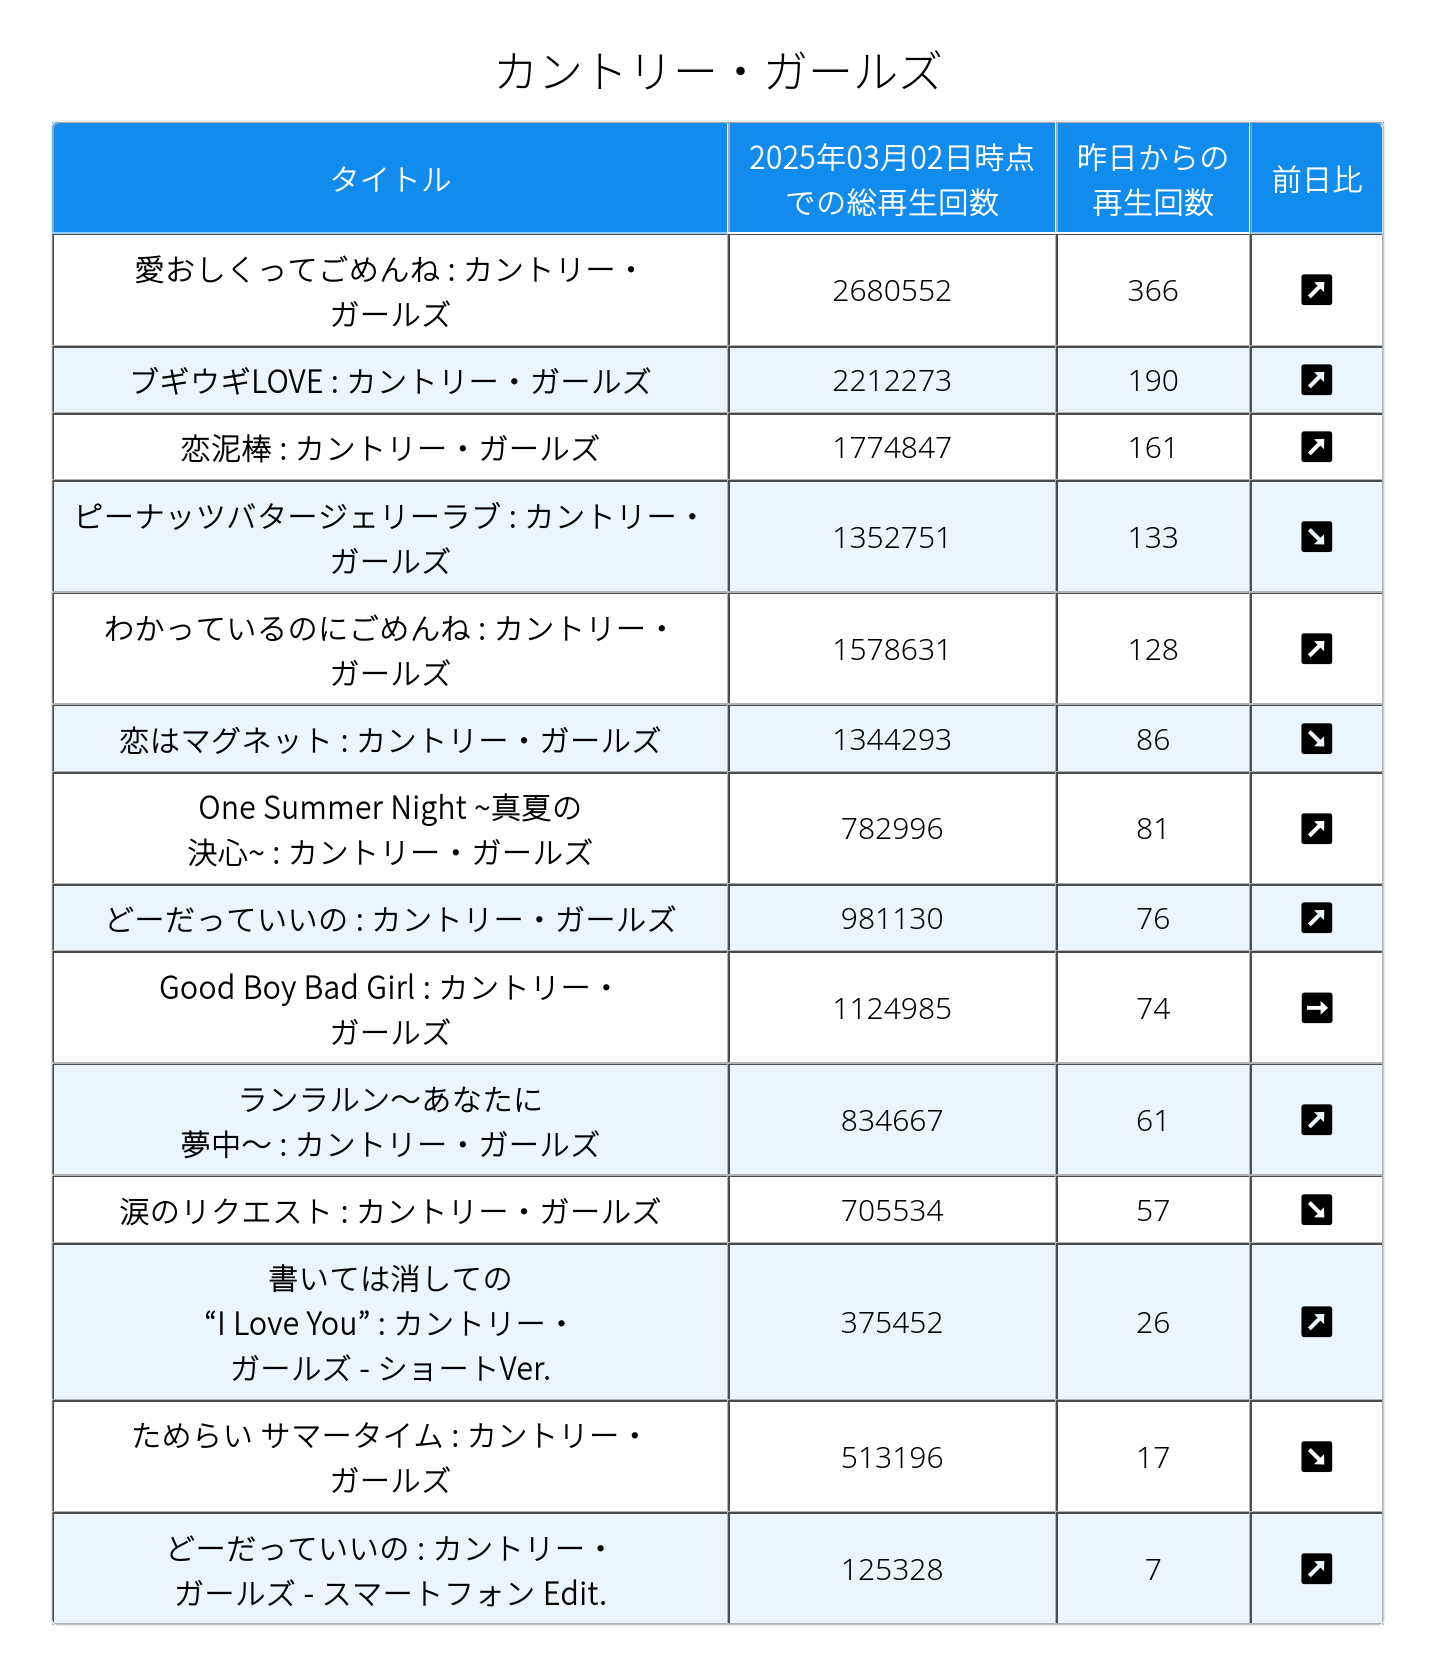 カントリー・ガールズ
タイトル
2025年03月02日時点
での総再生回数
昨日からの
再生回数
前日比
愛おしくってごめんね : カントリー・
ガールズ
2680552
366
ブギウギLOVE : カントリー・ガールズ
2212273
190
恋泥棒 : カントリー・ガールズ
1774847
161
ピーナッツバタージェリーラブ : カントリー・
ガールズ
1352751
133
わかっているのにごめんね : カントリー・
ガールズ
1578631
128
恋はマグネット : カントリー・ガールズ
1344293
86
One Summer Night ~真夏の
決心~ : カントリー・ガールズ
782996
81
どーだっていいの : カントリー・ガールズ
981130
76
Good Boy Bad Girl : カントリー・
ガールズ
1124985
74
ランラルン〜あなたに
夢中〜 : カントリー・ガールズ
834667
61
涙のリクエスト : カントリー・ガールズ
705534
57
書いては消しての
“I Love You” : カントリー・
ガールズ - ショートVer.
375452
26
ためらい サマータイム : カントリー・
ガールズ
513196
17
どーだっていいの : カントリー・
ガールズ - スマートフォン Edit.
125328
7